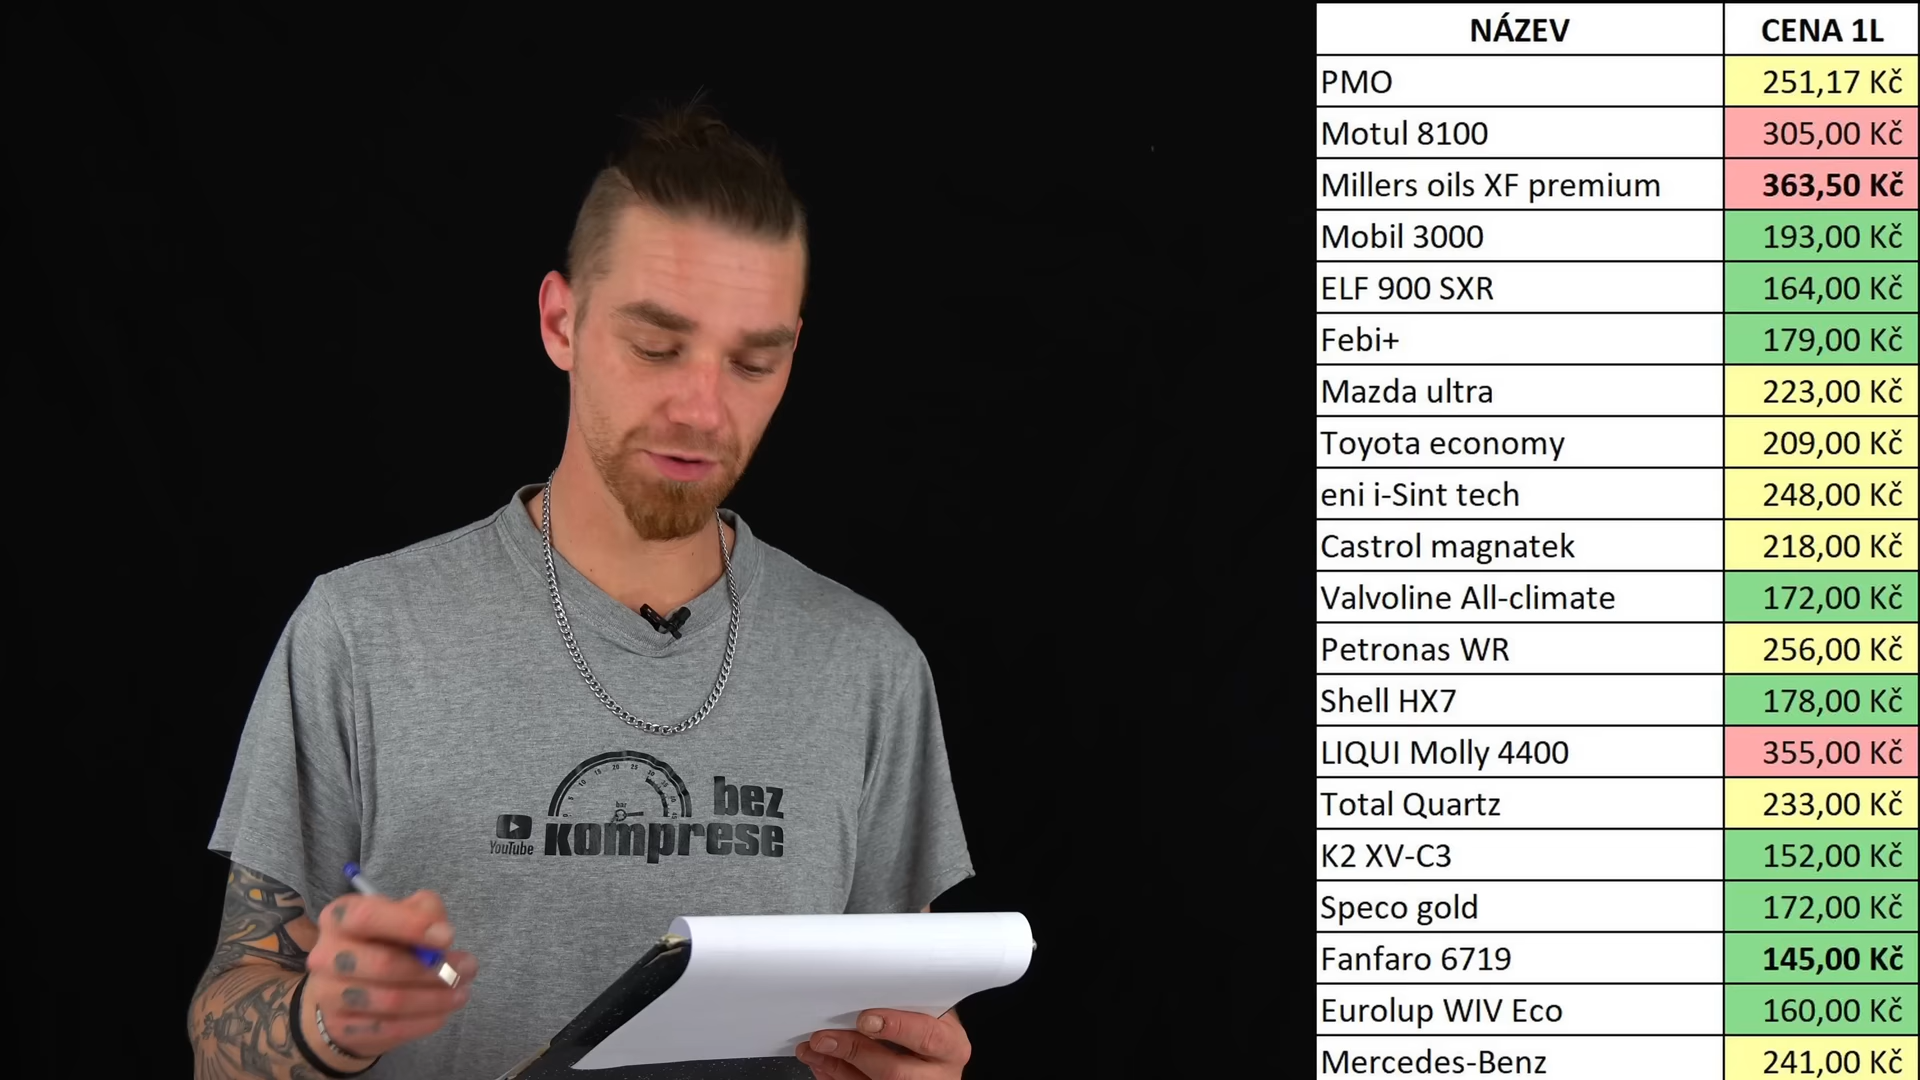 NÁZEV CENA 1L
PMO 251,17 Kč
Motul 8100 305,00 Kč
Millers oils XF premium 363,50 Kč
Mobil 3000 193,00 Kč
ELF 900 SXR 164,00 Kč
Febi+ 179,00 Kč
Mazda ultra 223,00 Kč
Toyota economy 209,00 Kč
eni i-Sint tech 248,00 Kč
Castrol magnatek 218,00 Kč
Valvoline All-climate 172,00 Kč
Petronas WR 256,00 Kč
Shell HX7 178,00 Kč
LIQUI Molly 4400 355,00 Kč
Total Quartz 233,00 Kč
K2 XV-C3 152,00 Kč
Speco gold 172,00 Kč
Fanfaro 6719 145,00 Kč
Eurolup WIV Eco 160,00 Kč
Mercedes-Benz 241,00 Kč
bar
bez
YouTube komprese